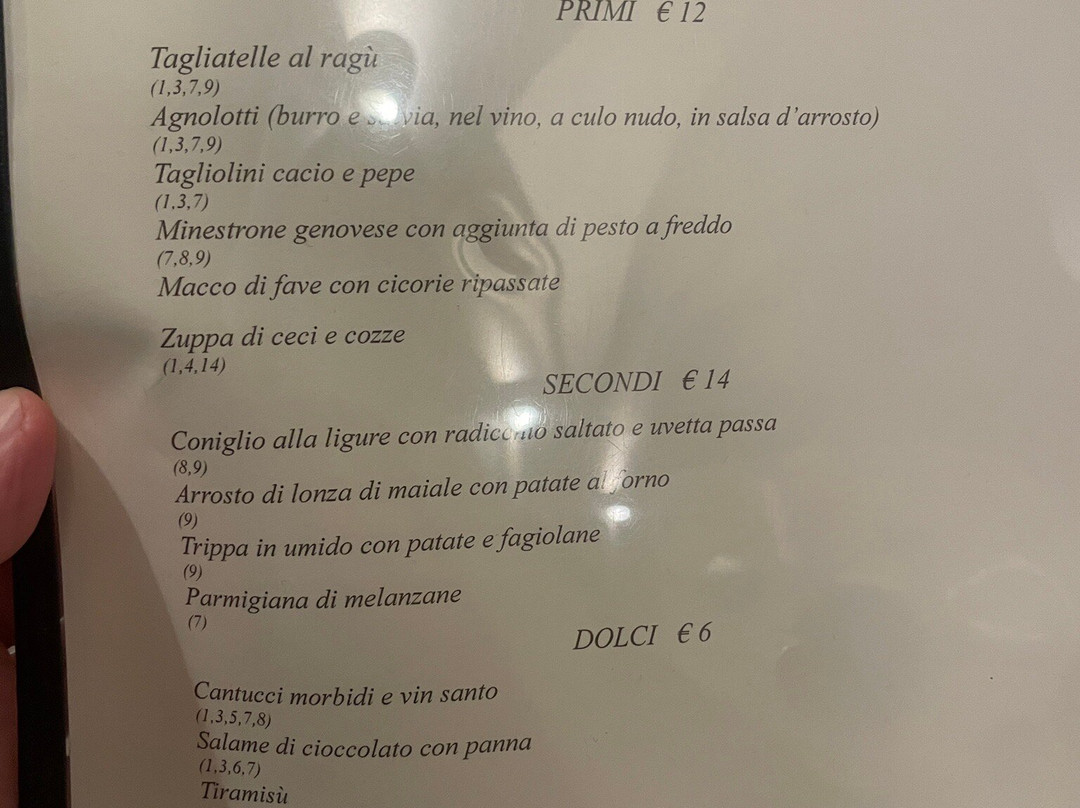 PRIMI € 12
Tagliatelle al ragù
(1,3,7,9)
Agnolotti (burro e salvia, nel vino, a culo nudo, in salsa d'arrosto)
(1,3,7,9)
Tagliolini cacio e pepe
(1,3,7)
Minestrone genovese con aggiunta di pesto a freddo
(7,8,9)
Macco di fave con cicorie ripassate
Zuppa di ceci e cozze
(1,4,14)
SECONDI € 14
Coniglio alla ligure con radicchio saltato e uvetta passa
(8,9)
Arrosto di lonza di maiale con patate al forno
(9)
Trippa in umido con patate e fagiolane
(9)
Parmigiana di melanzane
(7)
DOLCI € 6
Cantucci morbidi e vin santo
(1,3,5,7,8)
Salame di cioccolato con panna
(1,3,6,7)
Tiramisù